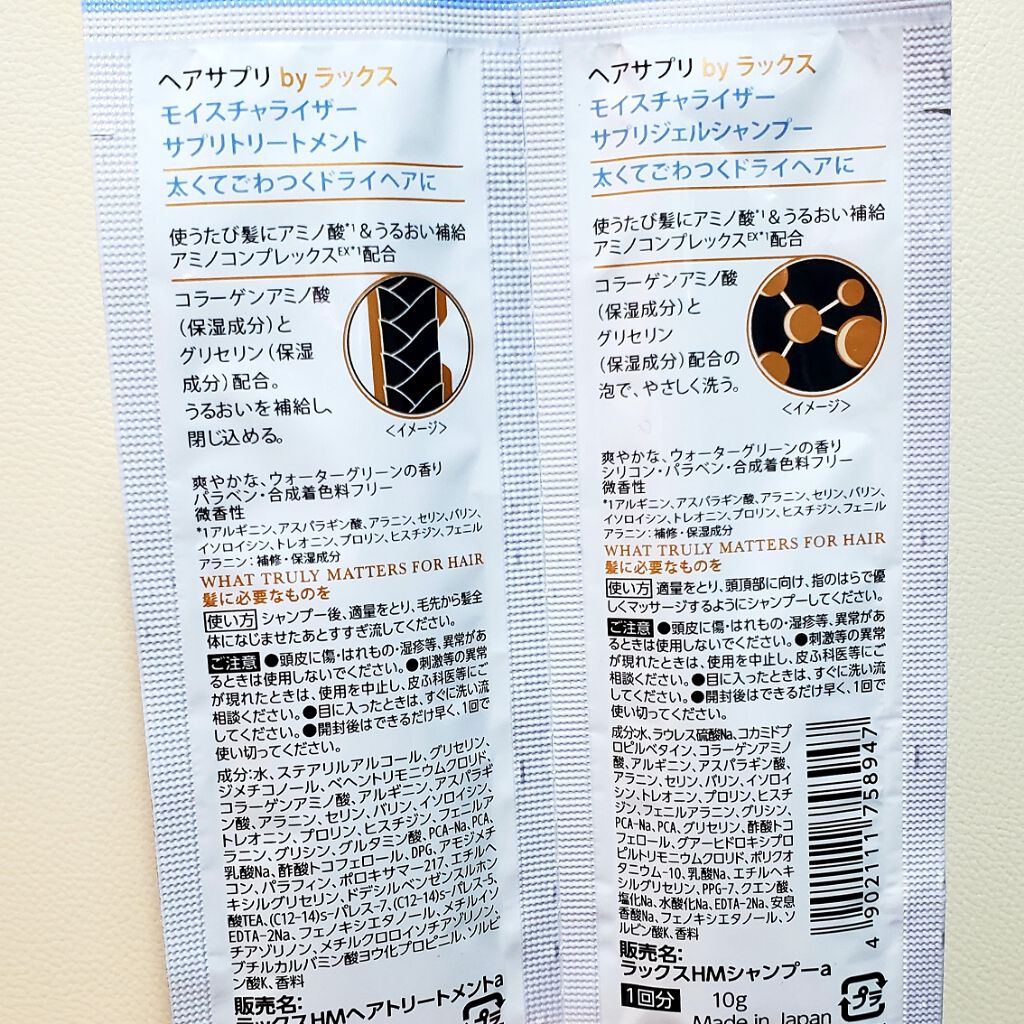 ヘアサプリ by ラックス
モイスチャライザー
サプリトリートメント
太くてごわつくドライヘアに
使うたび髪にアミノ酸*1&うるおい補給
アミノコンプレックスEX*1配合
コラーゲンアミノ酸
(保湿成分)と
グリセリン(保湿
成分)配合。
うるおいを補給し、
閉じ込める。
<イメージ>
爽やかな、ウォーターグリーンの香り
パラベン・合成着色料フリー
微香性
*1アルギニン、アスパラギン酸、アラニン、セリン、バリン、
イソロイシン、トレオニン、プロリン、ヒスチジン、フェニル
アラニン:補修・保湿成分
WHAT TRULY MATTERS FOR HAIR
髪に必要なものを
使い方 シャンプー後、適量をとり、毛先から髪全
体になじませたあとすすぎ流してください。
ご注意 ●頭皮に傷・はれもの・湿疹等、異常があ
るときは使用しないでください。●刺激等の異常
が現れたときは、使用を中止し、皮ふ科医等にご
相談ください。●目に入ったときは、すぐに洗い流
してください。●開封後はできるだけ早く、1回で
使い切ってください。
成分:水、ステアリルアルコール、グリセリン、
ジメチコノール、ベヘントリモニウムクロリド、
コラーゲンアミノ酸、アルギニン、アスパラギ
ン酸、アラニン、セリン、バリン、イソロイシン、
トレオニン、プロリン、ヒスチジン、フェニルア
ラニン、グリシン、グルタミン酸、PCA-Na、PCA、
乳酸Na、酢酸トコフェロール、DPG、アモジメチ
コン、パラフィン、ポロキサマー217、エチルヘ
キシルグリセリン、ドデシルベンゼンスルホン
酸TEA、(C12-14)s-パレス-7、(C12-14)s-パレス-5、
EDTA-2Na、フェノキシエタノール、メチルイソ
チアゾリノン、メチルクロロイソチアゾリノン、
ブチルカルバミン酸ヨウ化プロピニル、ソルビ
ン酸K、香料
販売名:
ラックスHMヘアトリートメントa
ヘアサプリ by ラックス
モイスチャライザー
サプリジェルシャンプー
太くてごわつくドライヘアに
使うたび髪にアミノ酸*1&うるおい補給
アミノコンプレックスEX*1配合
コラーゲンアミノ酸
(保湿成分)と
グリセリン
(保湿成分)配合の
泡で、やさしく洗う。
<イメージ>
爽やかな、ウォーターグリーンの香り
シリコン・パラベン・合成着色料フリー
微香性
*1アルギニン、アスパラギン酸、アラニン、セリン、バリン、
イソロイシン、トレオニン、プロリン、ヒスチジン、フェニル
アラニン:補修・保湿成分
WHAT TRULY MATTERS FOR HAIR
髪に必要なものを
使い方 適量をとり、頭頂部に向け、指のはらで優
しくマッサージするようにシャンプーしてください。
ご注意 ●頭皮に傷・はれもの・湿疹等、異常があ
るときは使用しないでください。●刺激等の異常
が現れたときは、使用を中止し、皮ふ科医等にご
相談ください。●目に入ったときは、すぐに洗い流
してください。●開封後はできるだけ早く、1回で
使い切ってください。
成分:水、ラウレス硫酸Na、コカミドプ
ロピルベタイン、コラーゲンアミノ
酸、アルギニン、アスパラギン酸、
アラニン、セリン、バリン、イソロイ
シン、トレオニン、プロリン、ヒスチ
ジン、フェニルアラニン、グリシン、
PCA-Na、PCA、グリセリン、酢酸トコ
フェロール、グアーヒドロキシプロ
ピルトリモニウムクロリド、ポリクオ
タニウム-10、乳酸Na、エチルヘキ
シルグリセリン、PPG-7、クエン酸、
塩化Na、水酸化Na、EDTA-2Na、安息
香酸Na、フェノキシエタノール、ソ
ルビン酸K、香料
4 902111 758947
販売名:
ラックスHMシャンプーa
1回分 10g
Made in Japan
プラ
プラ